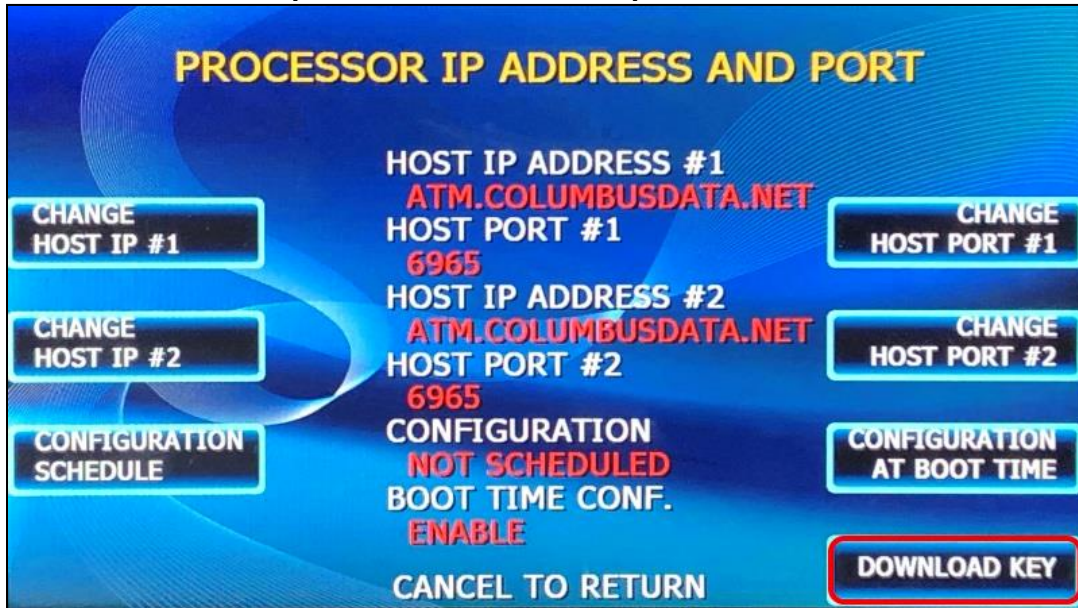 PROCESSOR IP ADDRESS AND PORT
HOST IP ADDRESS #1
ATM.COLUMBUSDATA.NET
HOST PORT #1
6965
HOST IP ADDRESS #2
ATM.COLUMBUSDATA.NET
HOST PORT #2
6965
CONFIGURATION
NOT SCHEDULED
BOOT TIME CONF.
ENABLE
CANCEL TO RETURN
CHANGE
HOST IP #1
CHANGE
HOST IP #2
CONFIGURATION
SCHEDULE
CHANGE
HOST PORT #1
CHANGE
HOST PORT #2
CONFIGURATION
AT BOOT TIME
DOWNLOAD KEY